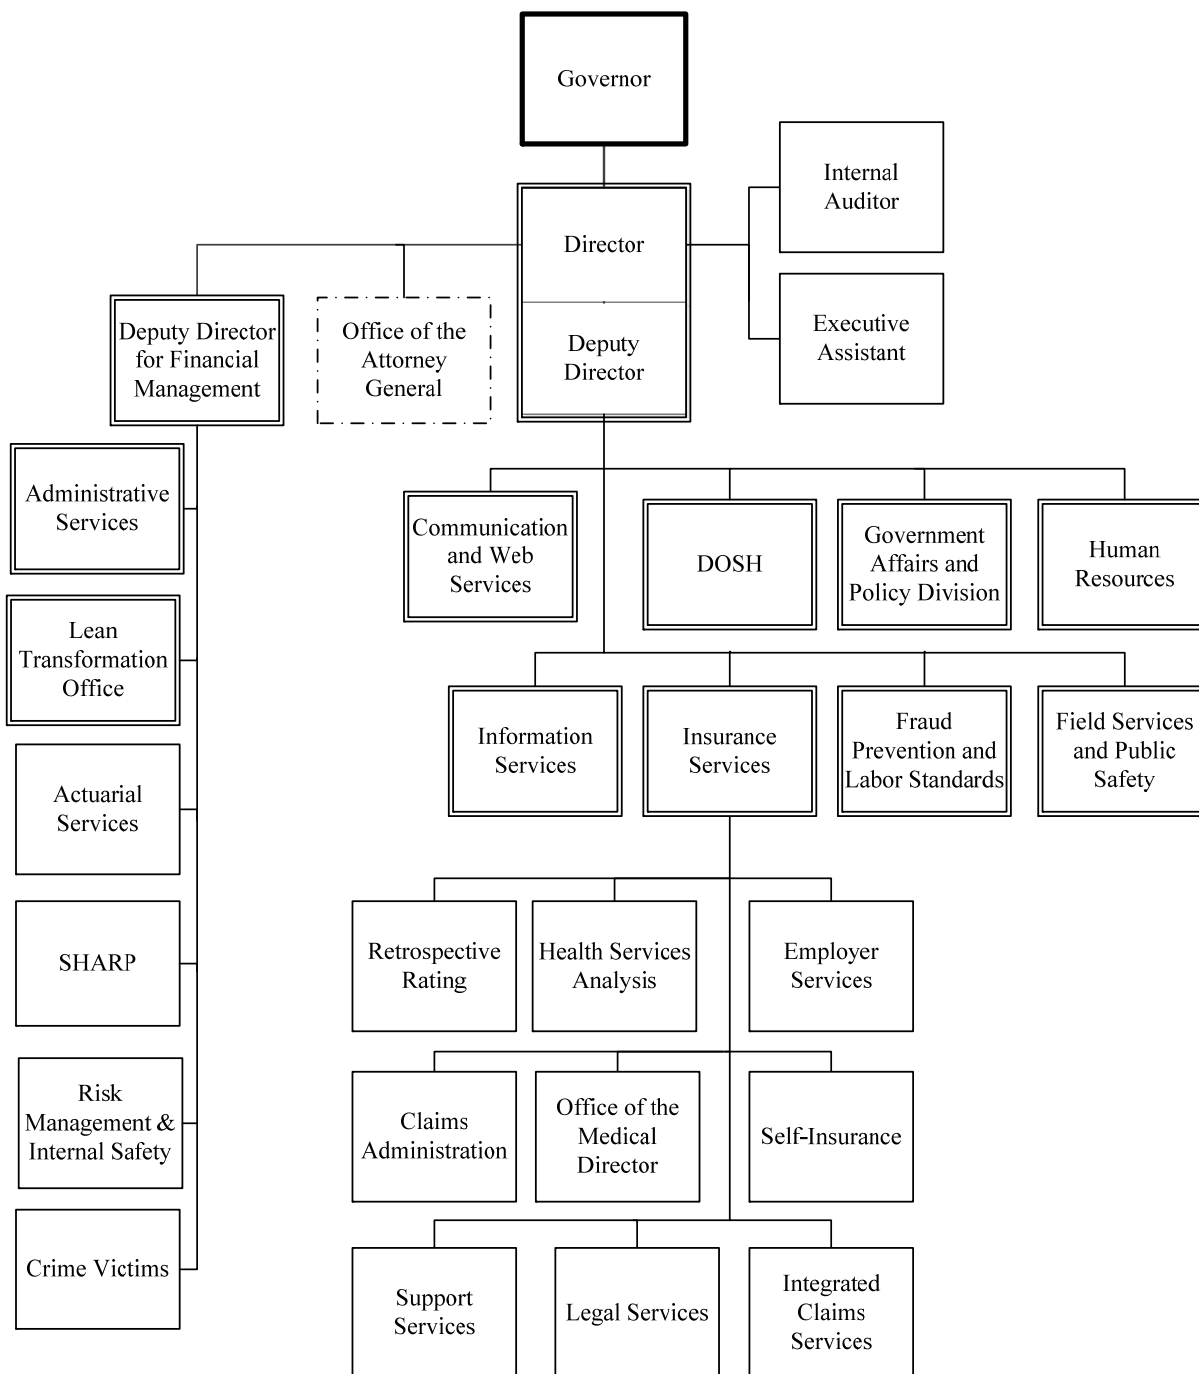 Governor
Internal
Auditor
Director
Executive
Assistant
Deputy Director
for Financial
Management
Office of the
Attorney
General
Deputy
Director
Administrative
Services
Communication
and Web
Services
DOSH
Government
Affairs and
Policy Division
Human
Resources
Lean
Transformation
Office
Information
Services
Insurance
Services
Fraud
Prevention and
Labor Standards
Field Services
and Public
Safety
Actuarial
Services
SHARP
Retrospective
Rating
Health Services
Analysis
Employer
Services
Risk
Management &
Internal Safety
Claims
Administration
Office of the
Medical
Director
Self-Insurance
Crime Victims
Support
Services
Legal Services
Integrated
Claims
Services